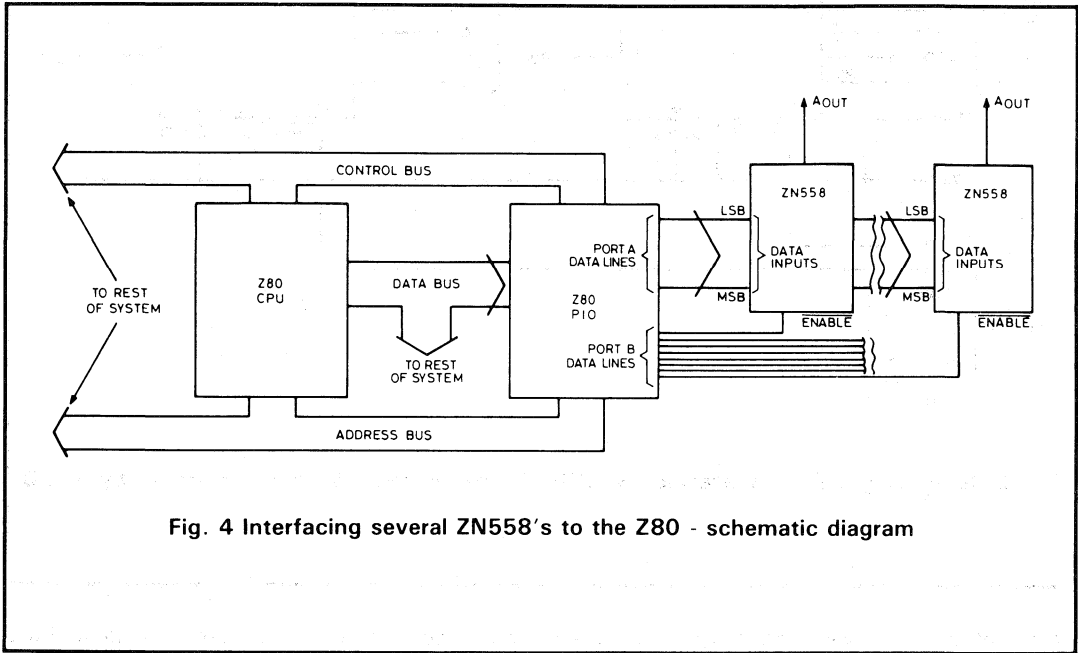 AOUT
AOUT
CONTROL BUS
ZN558
ZN558
LSB
LSB
PORT A
DATA LINES
DATA
INPUTS
DATA
INPUTS
Z80
CPU
DATA BUS
Z80
PIO
TO REST
OF SYSTEM
MSB
MSB
ENABLE
ENABLE
PORT B
DATA LINES
TO REST
OF SYSTEM
ADDRESS BUS
Fig. 4 Interfacing several ZN558's to the Z80 - schematic diagram